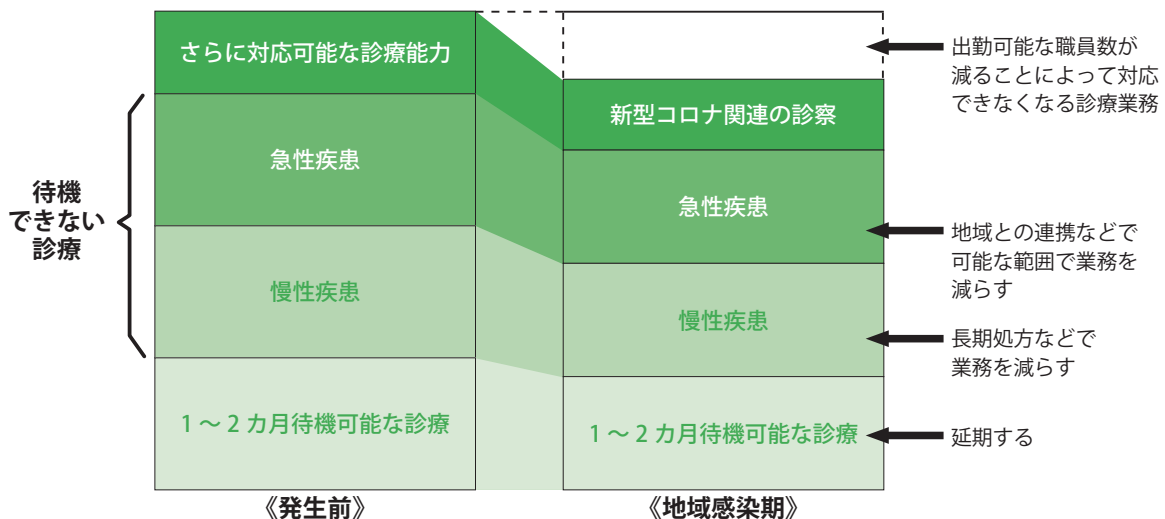 さらに対応可能な診療能力
急性疾患
慢性疾患
1 ～ 2 カ月待機可能な診療
《発生前》
待機
できない
診療
新型コロナ関連の診察
急性疾患
慢性疾患
1 ～ 2 カ月待機可能な診療
《地域感染期》
出勤可能な職員数が
減ることによって対応
できなくなる診療業務
地域との連携などで
可能な範囲で業務を
減らす
長期処方などで
業務を減らす
延期する